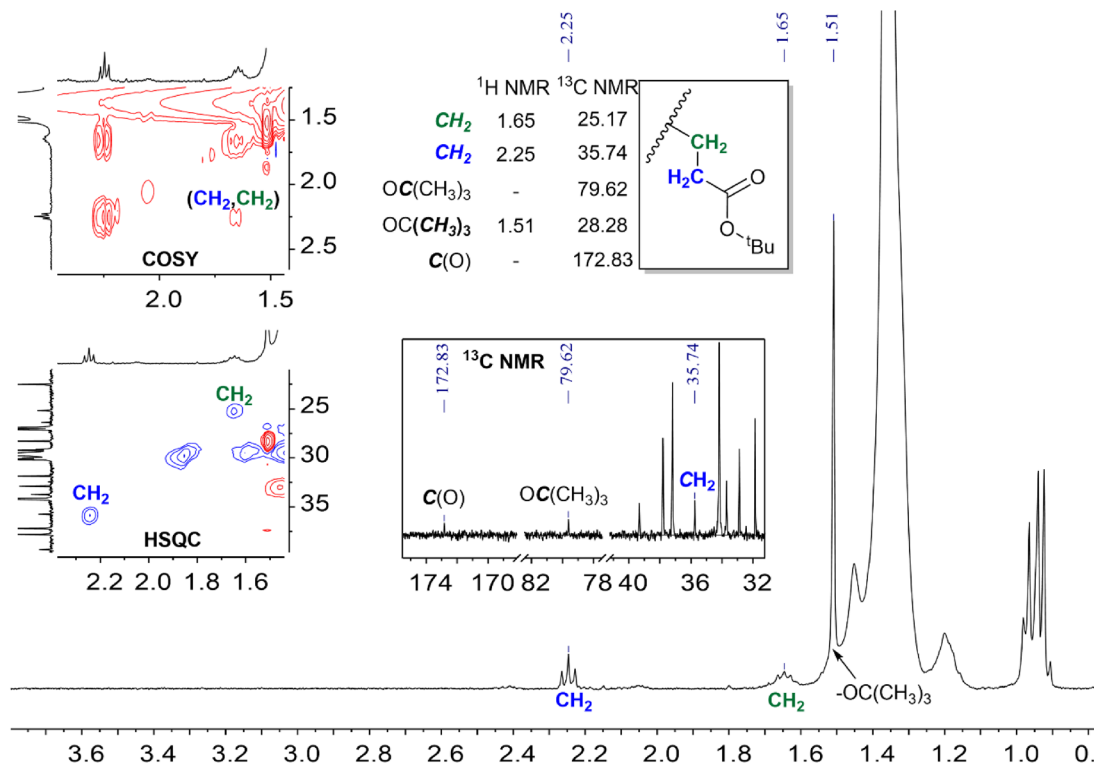 2.25
1.65
1.51
1.5
2.0
2.5
(CH2,CH2)
COSY
2.0 1.5
1H NMR 13C NMR
CH2 1.65 25.17
CH2 2.25 35.74
OC(CH3)3 - 79.62
OC(CH3)3 1.51 28.28
C(O) - 172.83
CH2
H2C
O
O
tBu
CH2
CH2
25
30
35
HSQC
2.2 2.0 1.8 1.6
13C NMR
172.83
79.62
35.74
C(O)
OC(CH3)3
CH2
174 170 82 78 40 38 36 34 32
CH2
CH2
-OC(CH3)3
3.6 3.4 3.2 3.0 2.8 2.6 2.4 2.2 2.0 1.8 1.6 1.4 1.2 1.0